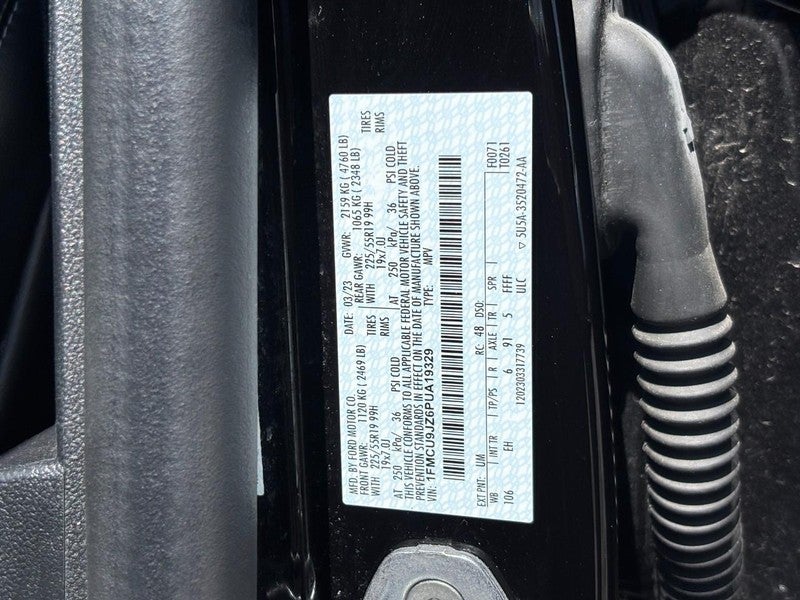 MFD. BY FORD MOTOR CO.
DATE: 03/23 GVWR: 2159 KG ( 4760 LB)
FRONT GAWR: 1120 KG ( 2469 LB) REAR GAWR: 1065 KG ( 2348 LB)
WITH 225/55R19 99H TIRES WITH 225/55R19 99H TIRES
19x7.0J RIMS 19x7.0J RIMS
AT 250 kPa/ 36 PSI COLD AT 250 kPa/ 36 PSI COLD
THIS VEHICLE CONFORMS TO ALL APPLICABLE FEDERAL MOTOR VEHICLE SAFETY AND THEFT
PREVENTION STANDARDS IN EFFECT ON THE DATE OF MANUFACTURE SHOWN ABOVE.
VIN: 1FMCU9JZ6PUA19329 TYPE: MPV
F0071
T0261
EXT PNT: UM RC: 48 DSO:
WB INT TR TP/PS R AXLE TR SPR
106 EH 6 91 5 FFFF
1202303317739 ULC ▽ 5U5A-3520472-AA